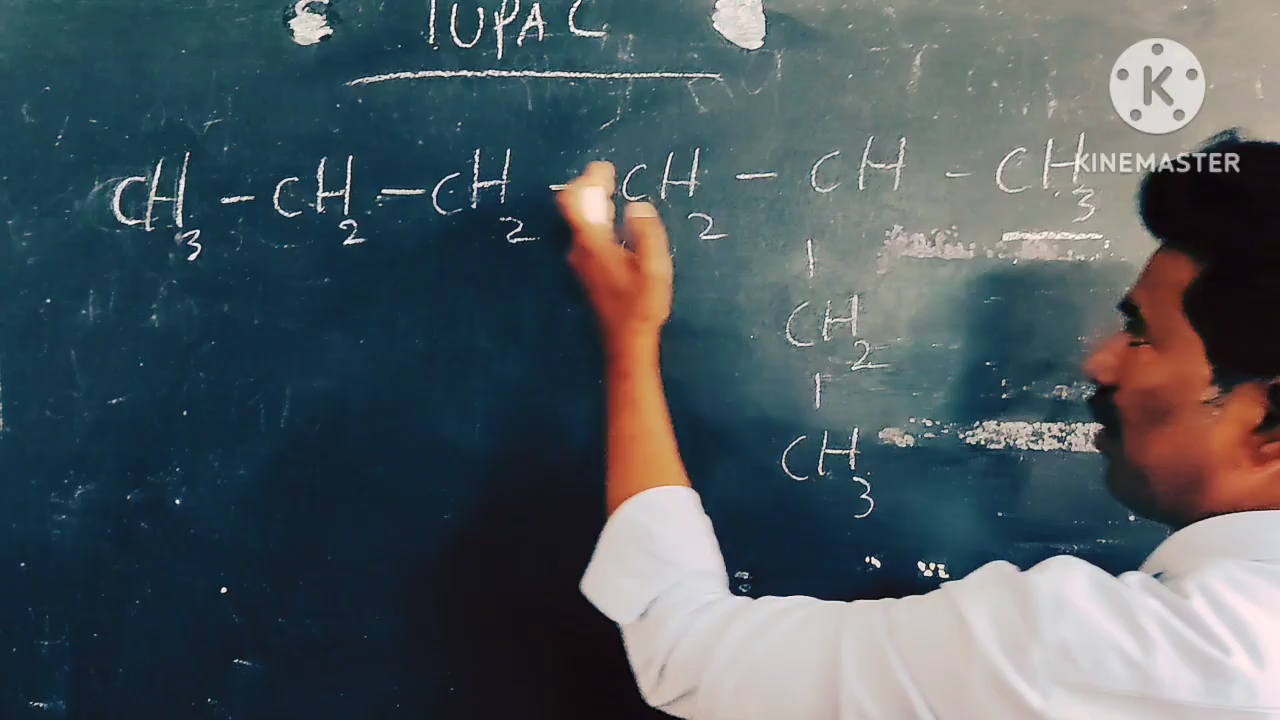 IUPAC
CH3 - CH2 - CH2 - CH2 - CH - CH3
|
CH2
|
CH3
K
KINEMASTER